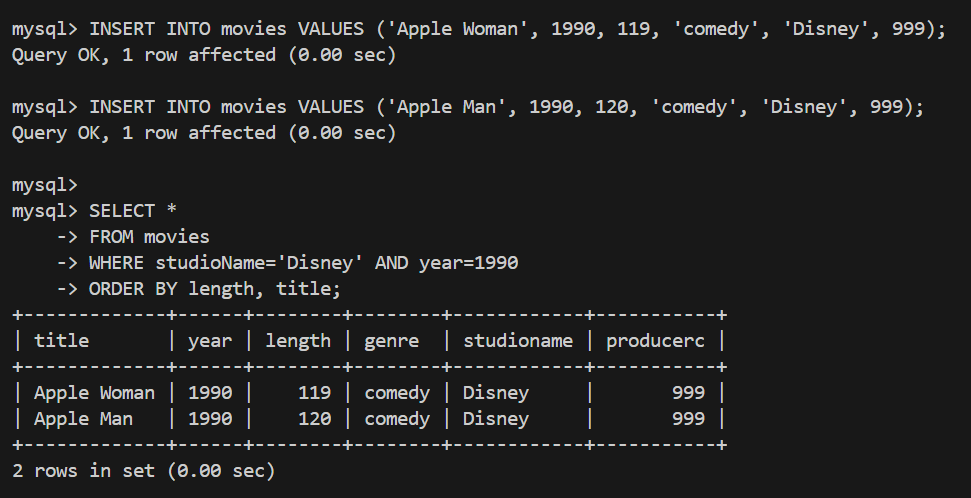 mysql> INSERT INTO movies VALUES ('Apple Woman', 1990, 119, 'comedy', 'Disney', 999);
Query OK, 1 row affected (0.00 sec)

mysql> INSERT INTO movies VALUES ('Apple Man', 1990, 120, 'comedy', 'Disney', 999);
Query OK, 1 row affected (0.00 sec)

mysql>
mysql> SELECT *
    -> FROM movies
    -> WHERE studioName='Disney' AND year=1990
    -> ORDER BY length, title;
+-------------+------+--------+--------+------------+-----------+
| title       | year | length | genre  | studioname | producerc |
+-------------+------+--------+--------+------------+-----------+
| Apple Woman | 1990 |    119 | comedy | Disney     |       999 |
| Apple Man   | 1990 |    120 | comedy | Disney     |       999 |
+-------------+------+--------+--------+------------+-----------+
2 rows in set (0.00 sec)